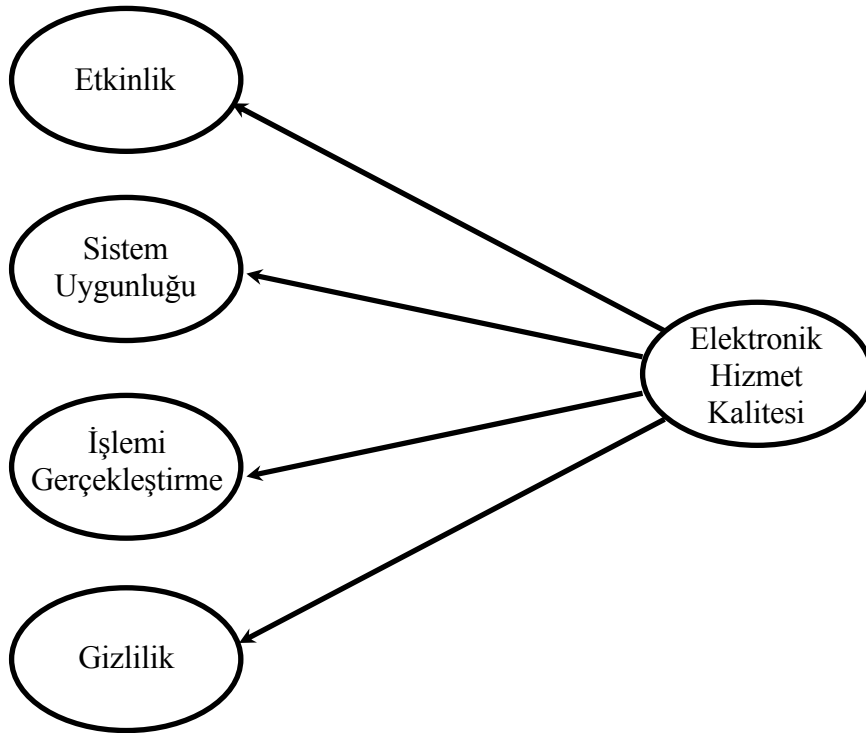 Etkinlik
Sistem
Uygunluğu
İşlemi
Gerçekleştirme
Gizlilik
Elektronik
Hizmet
Kalitesi